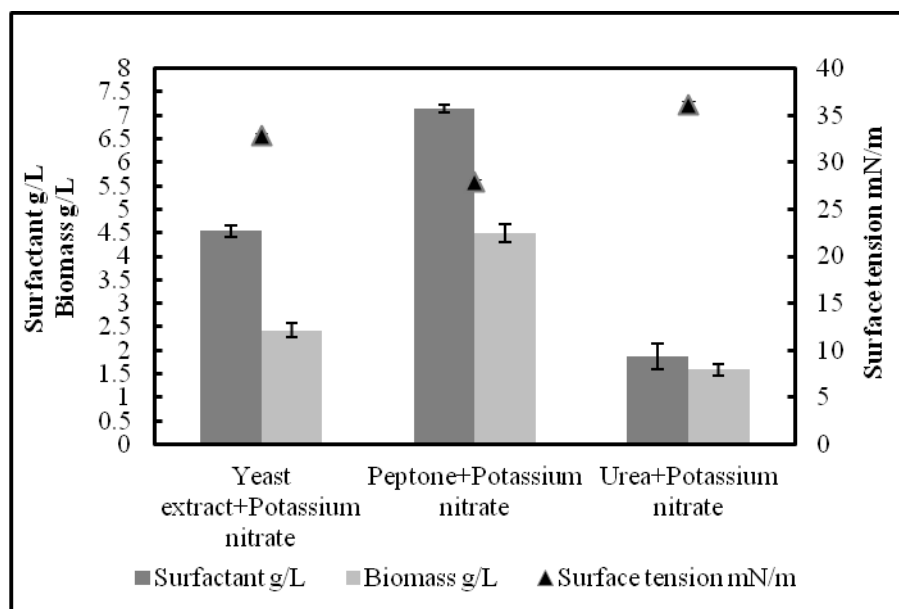 Surfactant g/L
Biomass g/L
8
7.5
7
6.5
6
5.5
5
4.5
4
3.5
3
2.5
2
1.5
1
0.5
0
40
35
30
25
20
15
10
5
0
Surface tension mN/m
Yeast
extract+Potassium
nitrate
Peptone+Potassium
nitrate
Urea+Potassium
nitrate
Surfactant g/L Biomass g/L Surface tension mN/m